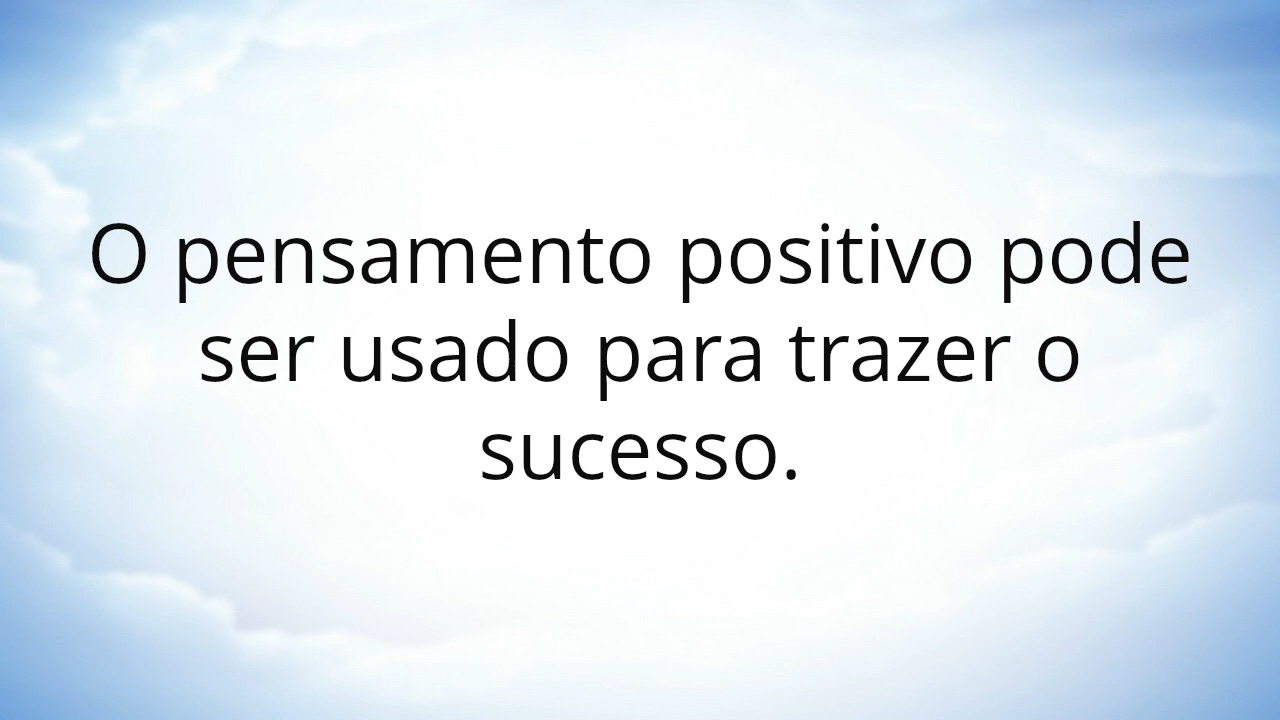 O pensamento positivo pode
ser usado para trazer o
sucesso.